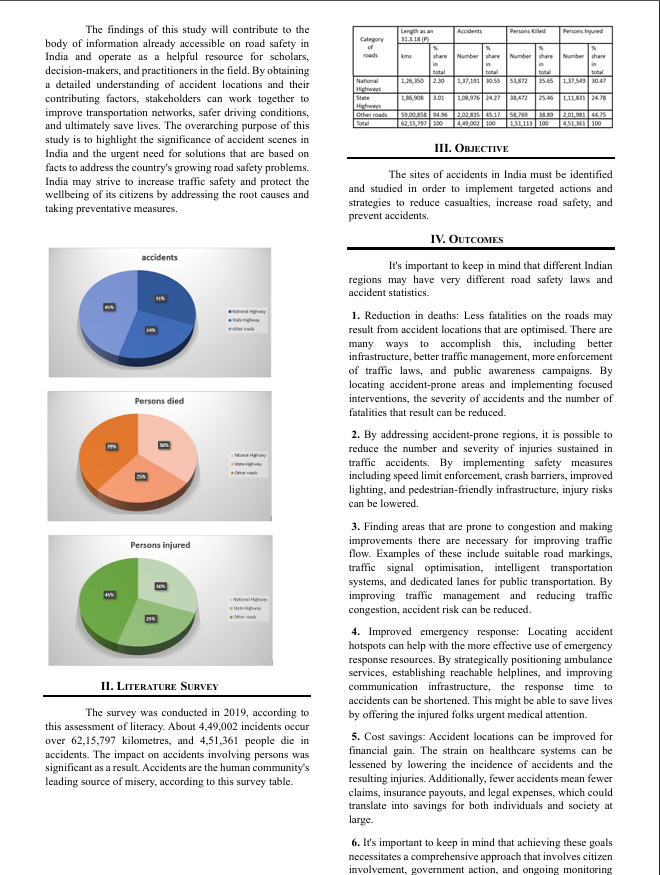 The findings of this study will contribute to the
body of information already accessible on road safety in
India and operate as a helpful resource for scholars,
decision-makers, and practitioners in the field. By obtaining
a detailed understanding of accident locations and their
contributing factors, stakeholders can work together to
improve transportation networks, safer driving conditions,
and ultimately save lives. The overarching purpose of this
study is to highlight the significance of accident scenes in
India and the urgent need for solutions that are based on
facts to address the country's growing road safety problems.
India may strive to increase traffic safety and protect the
wellbeing of its citizens by addressing the root causes and
taking preventative measures.
accidents
31%
45%
24%
National Highway
State Highway
other roads
Persons died
39%
36%
25%
Ntional Highway
State Highway
Other roads
Persons injured
45%
30%
25%
National Highway
State Highway
Other roads
II. LITERATURE SURVEY
The survey was conducted in 2019, according to
this assessment of literacy. About 4,49,002 incidents occur
over 62,15,797 kilometres, and 4,51,361 people die in
accidents. The impact on accidents involving persons was
significant as a result. Accidents are the human community's
leading source of misery, according to this survey table.
Category of roads | Length as an 31.3.18 (P) | Accidents | Persons Killed | Persons Injured
kms | % share in total | Number | % share in total | Number | % share in total | Number | % share in total
National Highways | 1,26,350 | 2.30 | 1,37,191 | 30.55 | 53,872 | 35.65 | 1,37,549 | 30.47
State Highways | 1,86,908 | 3.01 | 1,08,976 | 24.27 | 38,472 | 25.46 | 1,11,831 | 24.78
Other roads | 59,00,858 | 94.96 | 2,02,835 | 45.17 | 58,769 | 38.89 | 2,01,981 | 44.75
Total | 62,15,797 | 100 | 4,49,002 | 100 | 1,51,113 | 100 | 4,51,361 | 100
III. OBJECTIVE
The sites of accidents in India must be identified
and studied in order to implement targeted actions and
strategies to reduce casualties, increase road safety, and
prevent accidents.
IV. OUTCOMES
It's important to keep in mind that different Indian
regions may have very different road safety laws and
accident statistics.
1. Reduction in deaths: Less fatalities on the roads may
result from accident locations that are optimised. There are
many ways to accomplish this, including better
infrastructure, better traffic management, more enforcement
of traffic laws, and public awareness campaigns. By
locating accident-prone areas and implementing focused
interventions, the severity of accidents and the number of
fatalities that result can be reduced.
2. By addressing accident-prone regions, it is possible to
reduce the number and severity of injuries sustained in
traffic accidents. By implementing safety measures
including speed limit enforcement, crash barriers, improved
lighting, and pedestrian-friendly infrastructure, injury risks
can be lowered.
3. Finding areas that are prone to congestion and making
improvements there are necessary for improving traffic
flow. Examples of these include suitable road markings,
traffic signal optimisation, intelligent transportation
systems, and dedicated lanes for public transportation. By
improving traffic management and reducing traffic
congestion, accident risk can be reduced.
4. Improved emergency response: Locating accident
hotspots can help with the more effective use of emergency
response resources. By strategically positioning ambulance
services, establishing reachable helplines, and improving
communication infrastructure, the response time to
accidents can be shortened. This might be able to save lives
by offering the injured folks urgent medical attention.
5. Cost savings: Accident locations can be improved for
financial gain. The strain on healthcare systems can be
lessened by lowering the incidence of accidents and the
resulting injuries. Additionally, fewer accidents mean fewer
claims, insurance payouts, and legal expenses, which could
translate into savings for both individuals and society at
large.
6. It's important to keep in mind that achieving these goals
necessitates a comprehensive approach that involves citizen
involvement, government action, and ongoing monitoring